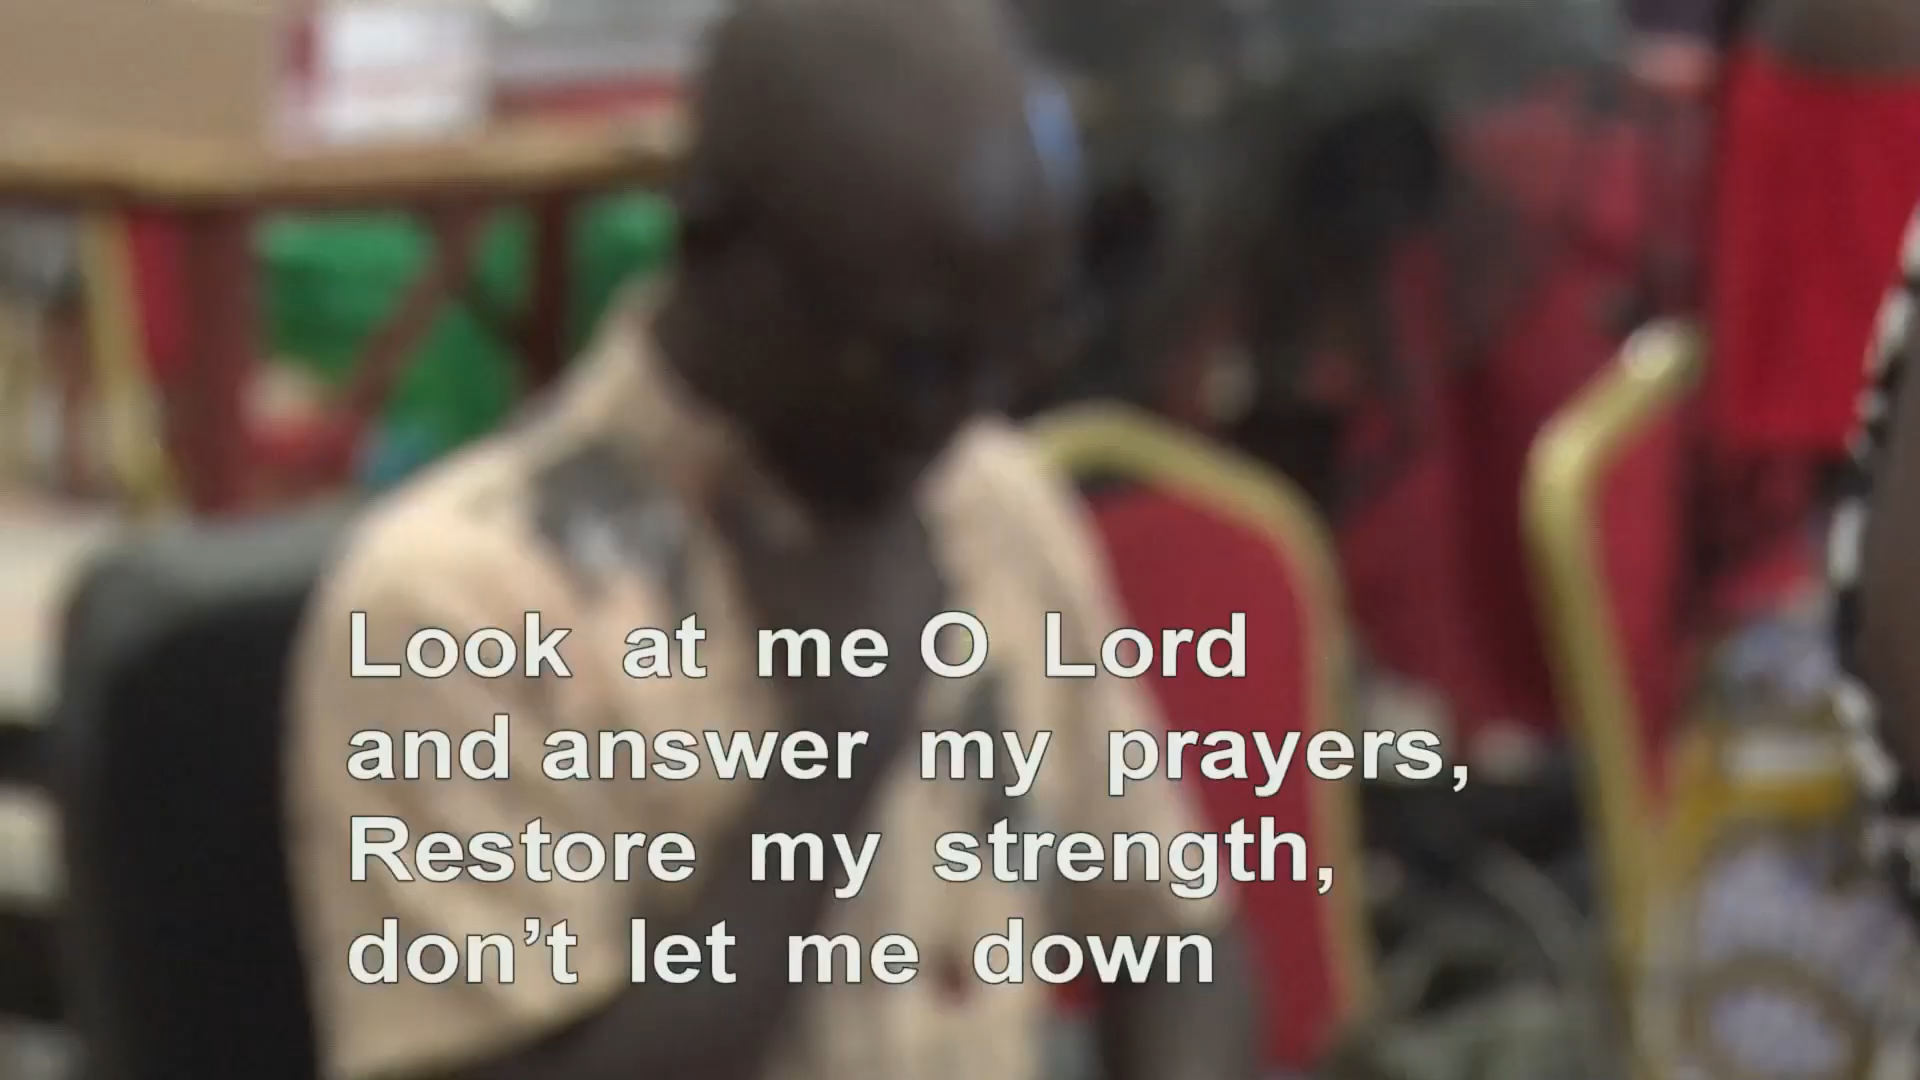 Look at me O Lord
and answer my prayers,
Restore my strength,
don’t let me down